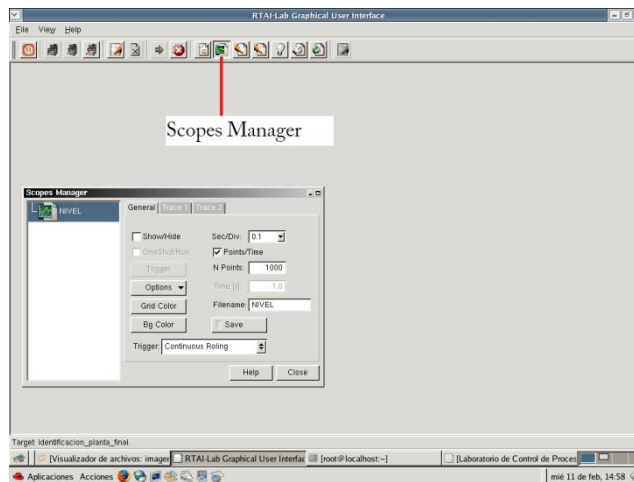 RTAI-Lab Graphical User Interface
File View Help
Scopes Manager
Scopes Manager
NIVEL
General Trace 1 Trace 2
Show/Hide Sec/Div: 0.1
OneShot/Run Points/Time
Trigger N Points: 1000
Options Time [s]: 1.0
Grid Color Filename: NIVEL
Bg Color Save
Trigger: Continuous Roling
Help Close
Target: identificacion_planta_final.
[Visualizador de archivos: imager RTAI-Lab Graphical User Interfac [root@localhost:~] [Laboratorio de Control de Proces
Aplicaciones Acciones mié 11 de feb, 14:58